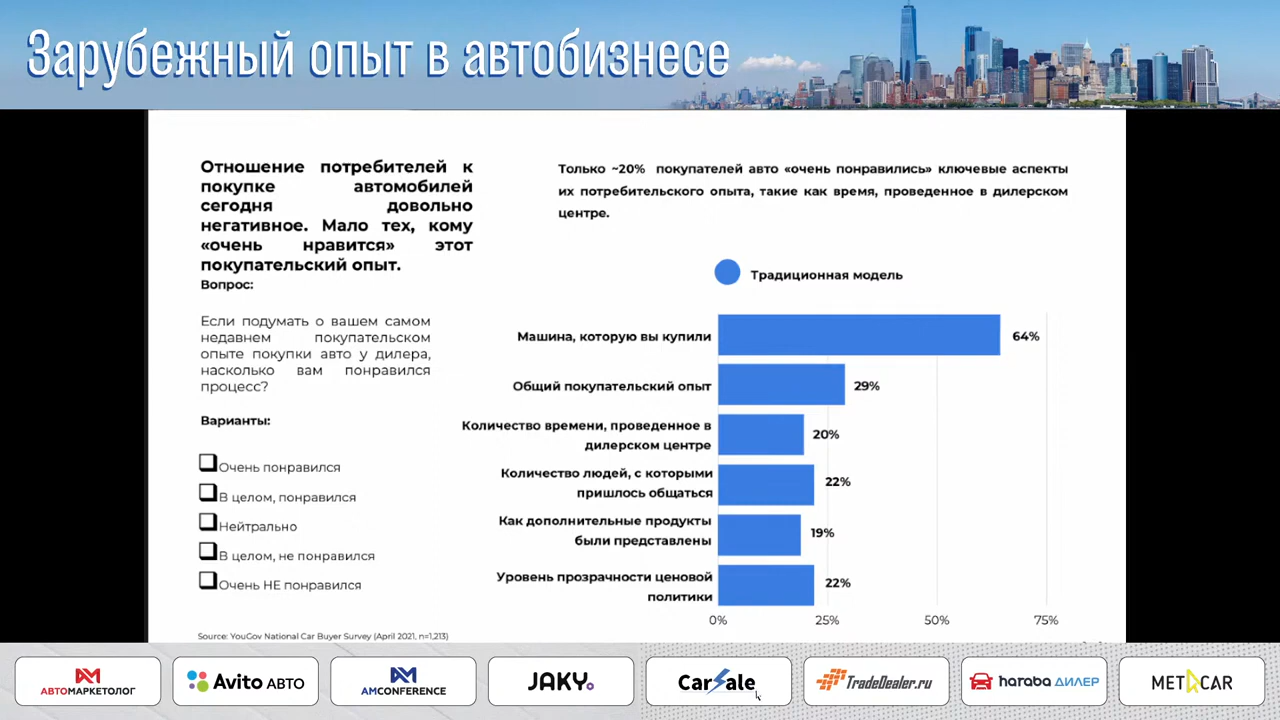 Зарубежный опыт в автобизнесе
Отношение потребителей к
покупке автомобилей
сегодня довольно
негативное. Мало тех, кому
«очень нравится» этот
покупательский опыт.
Вопрос:
Если подумать о вашем самом
недавнем покупательском
опыте покупки авто у дилера,
насколько вам понравился
процесс?
Варианты:
Очень понравился
В целом, понравился
Нейтрально
В целом, не понравился
Очень НЕ понравился
Source: YouGov National Car Buyer Survey (April 2021, n=1,213)
Только ~20% покупателей авто «очень понравились» ключевые аспекты
их потребительского опыта, такие как время, проведенное в дилерском
центре.
Традиционная модель
Машина, которую вы купили
64%
Общий покупательский опыт
29%
Количество времени, проведенное в
дилерском центре
20%
Количество людей, с которыми
пришлось общаться
22%
Как дополнительные продукты
были представлены
19%
Уровень прозрачности ценовой
политики
22%
0% 25% 50% 75%
АВТОМАРКЕТОЛОГ
Avito АВТО
AMCONFERENCE
JAKY
CarSale
TradeDealer.ru
haraba ДИЛЕР
METACAR